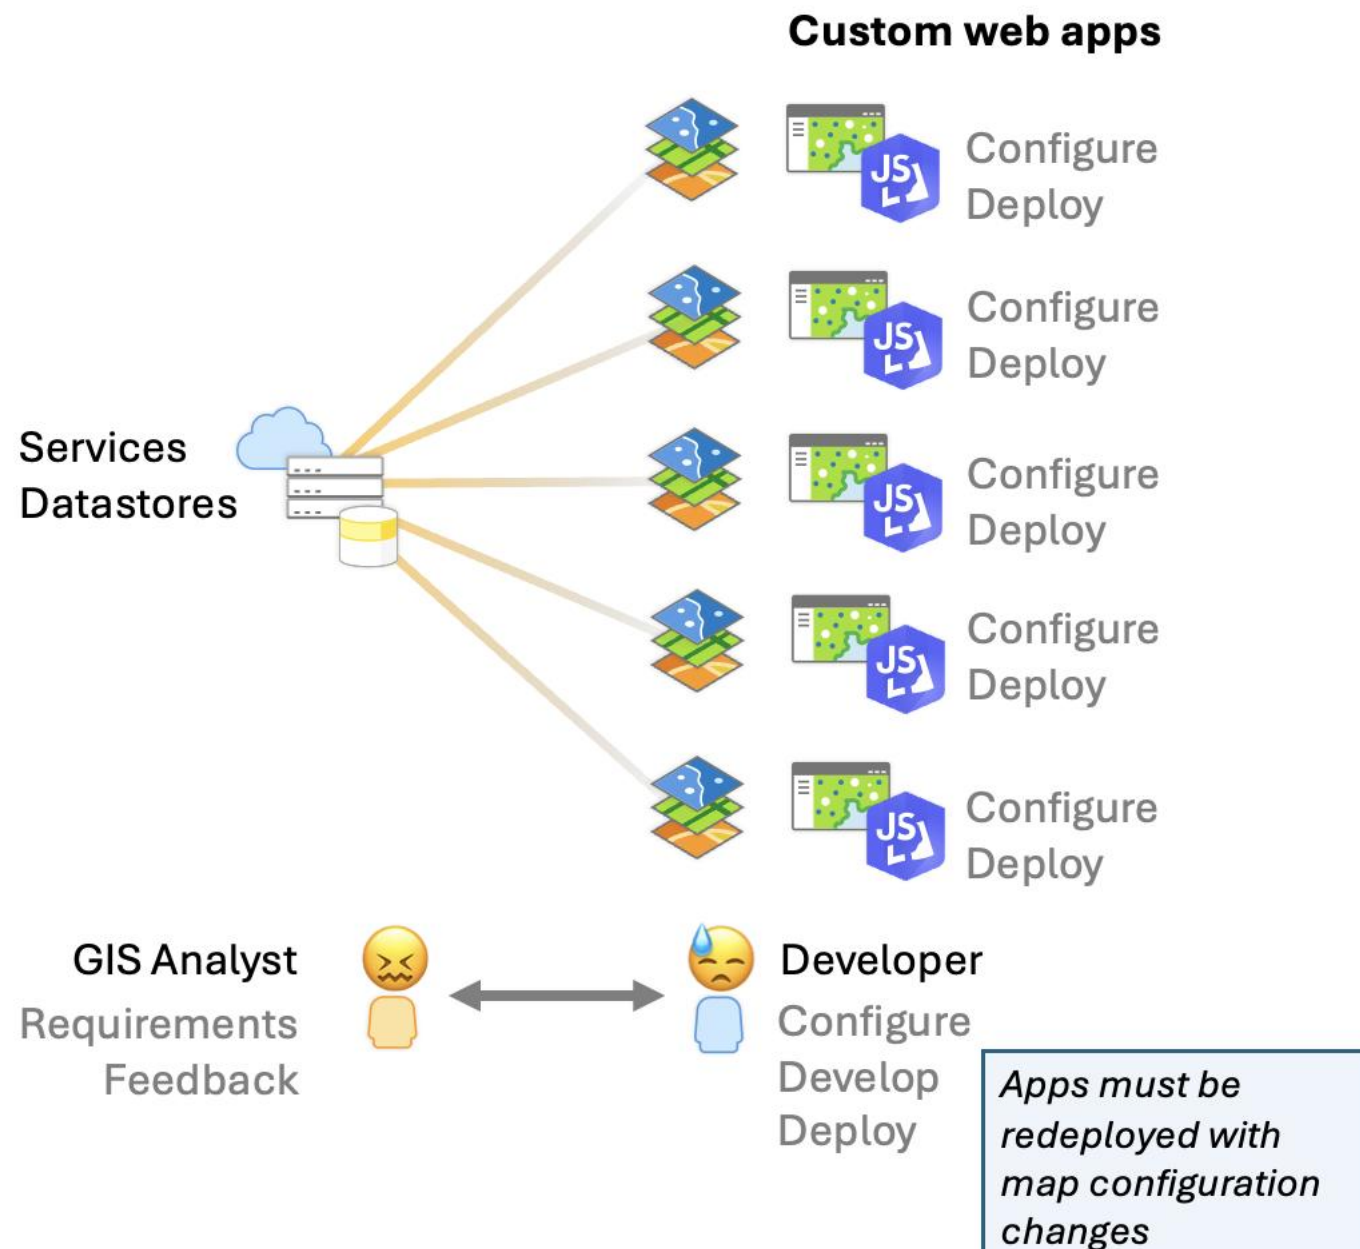 Custom web apps
JS
Configure
Deploy
JS
Configure
Deploy
Services
Datastores
JS
Configure
Deploy
JS
Configure
Deploy
JS
Configure
Deploy
GIS Analyst
Requirements
Feedback
Developer
Configure
Develop
Deploy
Apps must be
redeployed with
map configuration
changes